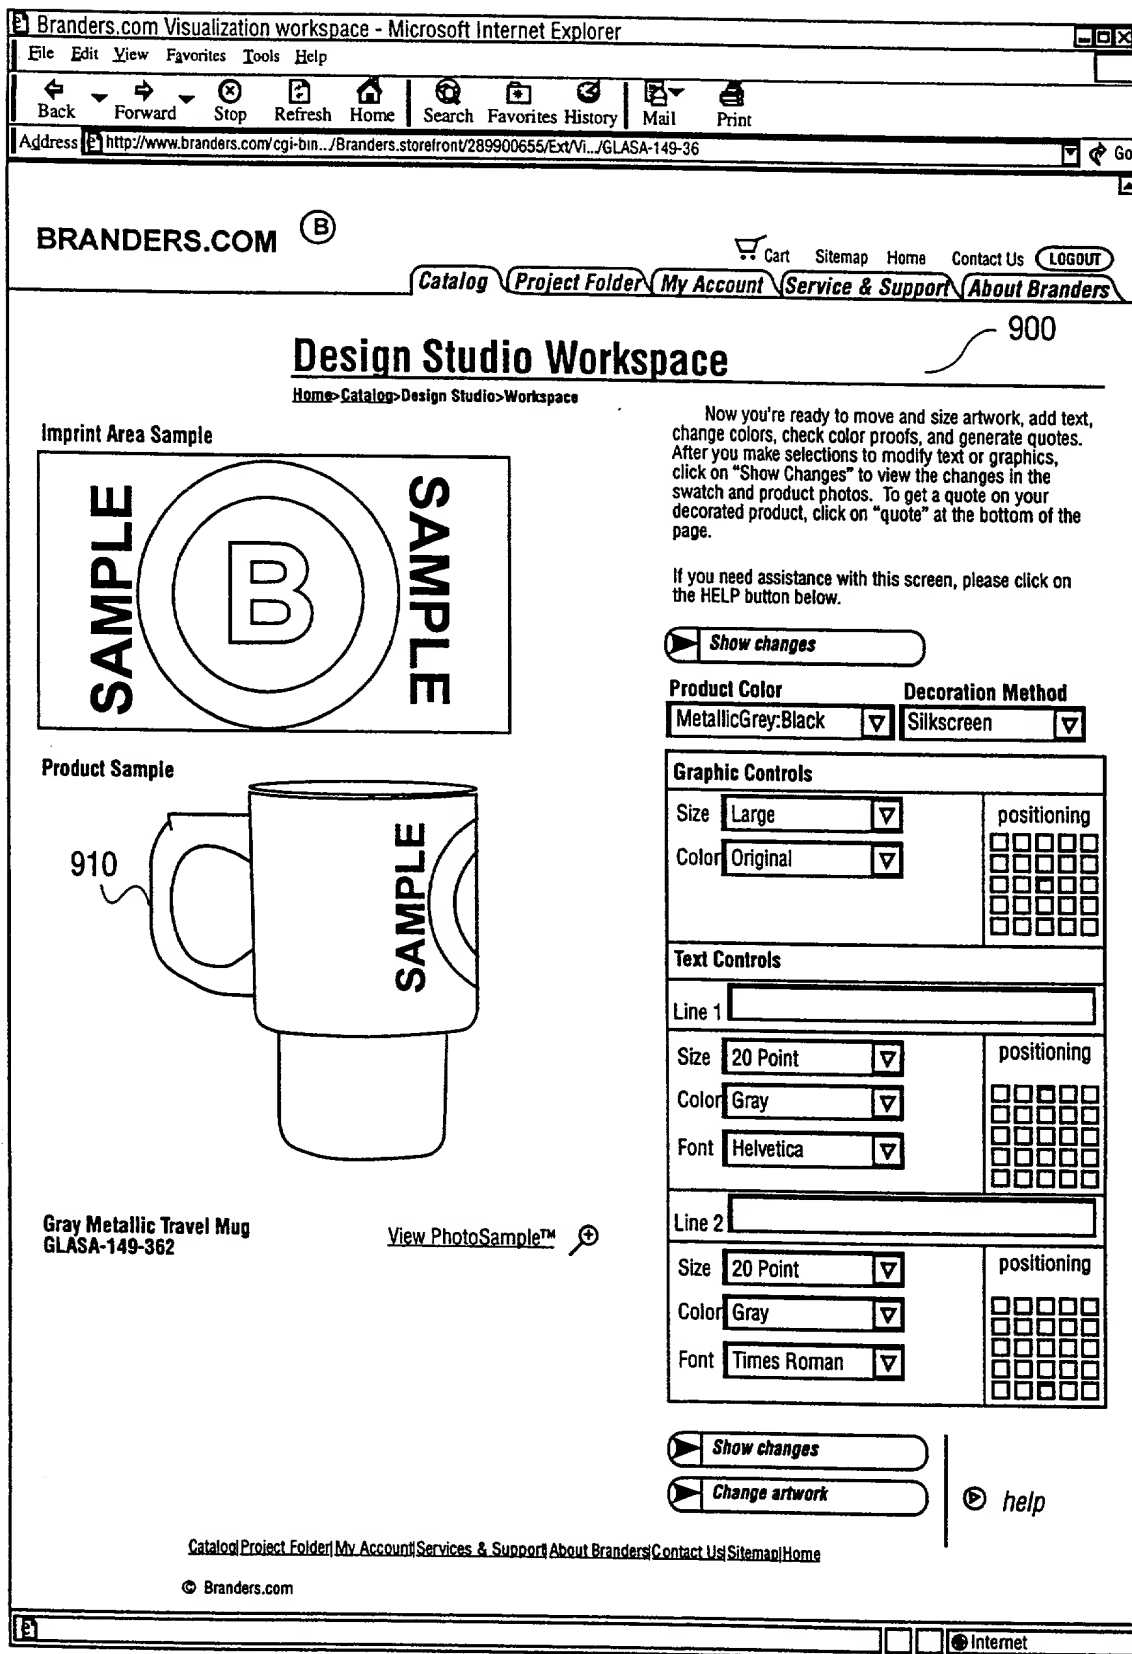 Branders.com Visualization workspace - Microsoft Internet Explorer
File Edit View Favorites Tools Help
Back Forward Stop Refresh Home Search Favorites History Mail Print
Address http://www.branders.com/cgi-bin.../Branders.storefront/289900655/Ext/Vi.../GLASA-149-36 Go
BRANDERS.COM B
Cart Sitemap Home Contact Us LOGOUT
Catalog Project Folder My Account Service & Support About Branders
900
Design Studio Workspace
Home>Catalog>Design Studio>Workspace
Now you're ready to move and size artwork, add text,
change colors, check color proofs, and generate quotes.
After you make selections to modify text or graphics,
click on "Show Changes" to view the changes in the
swatch and product photos. To get a quote on your
decorated product, click on "quote" at the bottom of the
page.
If you need assistance with this screen, please click on
the HELP button below.
Imprint Area Sample
SAMPLE B SAMPLE
Show changes
Product Color Decoration Method
MetallicGrey:Black Silkscreen
Product Sample
910
SAMPLE
Gray Metallic Travel Mug
GLASA-149-362
View PhotoSample™
Graphic Controls
Size Large positioning
Color Original
Text Controls
Line 1
Size 20 Point positioning
Color Gray
Font Helvetica
Line 2
Size 20 Point positioning
Color Gray
Font Times Roman
Show changes
Change artwork
help
Catalog|Project Folder|My Account|Services & Support|About Branders|Contact Us|Sitemap|Home
© Branders.com
Internet